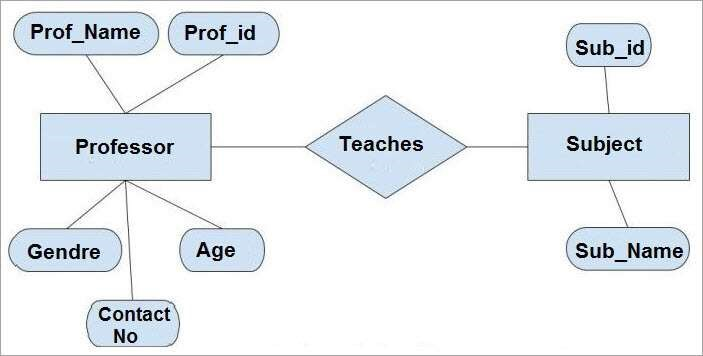 Prof_Name
Prof_id
Sub_id
Professor
Teaches
Subject
Gendre
Age
Sub_Name
Contact
No